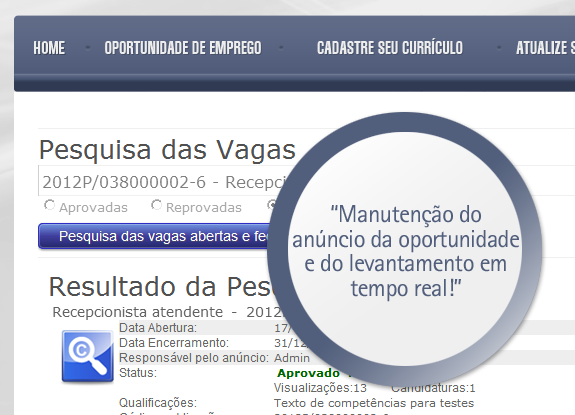 HOME OPORTUNIDADE DE EMPREGO CADASTRE SEU CURRÍCULO ATUALIZE S
Pesquisa das Vagas
2012P/038000002-6 - Recepci
Aprovadas Reprovadas
Pesquisa das vagas abertas e fec
“Manutenção do
anúncio da oportunidade
e do levantamento em
tempo real!”
Resultado da Pes
Recepcionista atendente - 2012
Data Abertura: 17/
Data Encerramento: 31/12
Responsável pelo anúncio: Admin
Status: Aprovado
Visualizações:13 Candidaturas:1
Qualificações: Texto de competências para testes